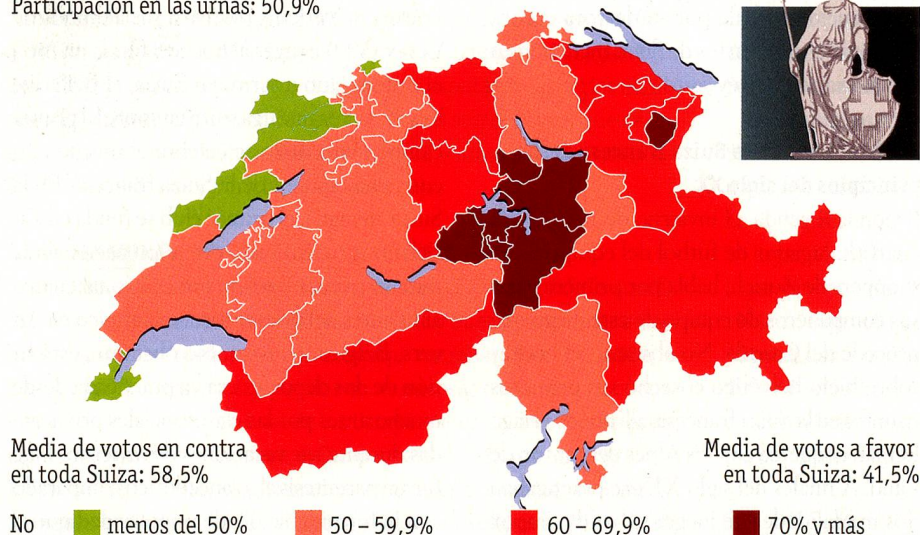 Participación en las urnas: 50,9%
Media de votos en contra
en toda Suiza: 58,5%
Media de votos a favor
en toda Suiza: 41,5%
No
menos del 50%
50 – 59,9%
60 – 69,9%
70% y más